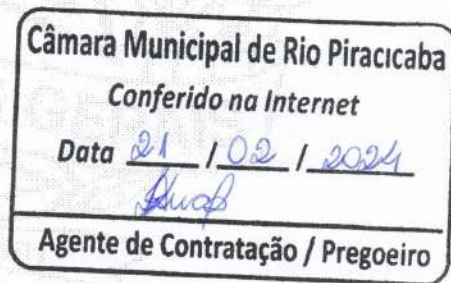 Câmara Municipal de Rio Piracicaba
Conferido na Internet
Data 21 / 02 / 2024
Agente de Contratação / Pregoeiro